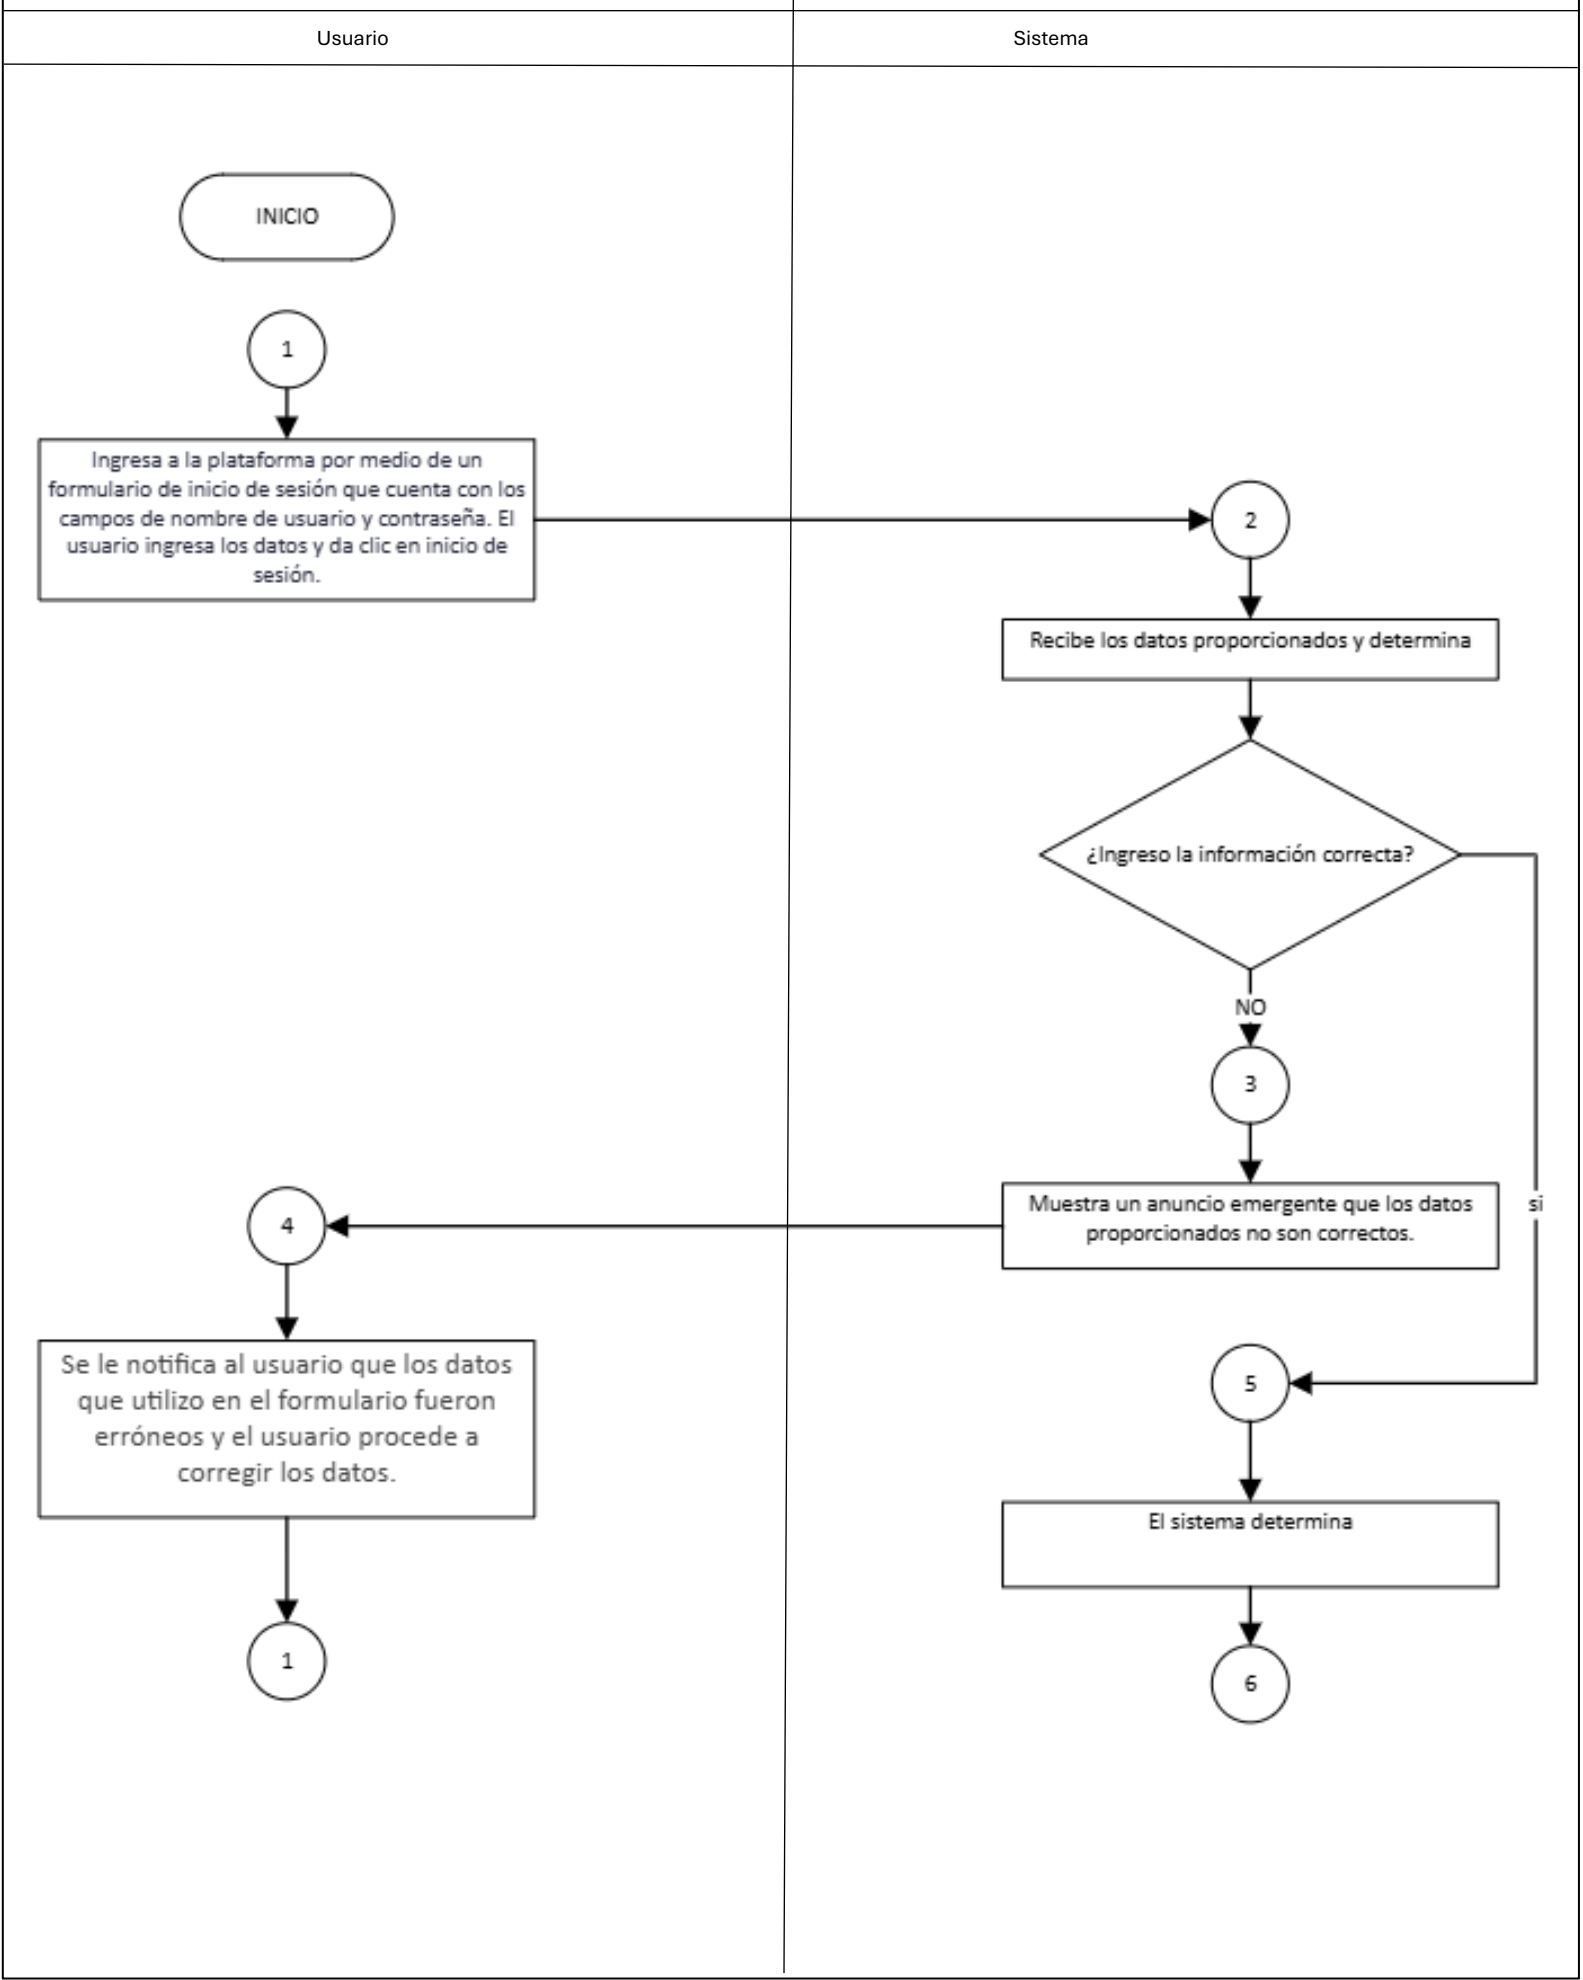 Usuario
Sistema
INICIO
1
Ingresa a la plataforma por medio de un
formulario de inicio de sesión que cuenta con los
campos de nombre de usuario y contraseña. El
usuario ingresa los datos y da clic en inicio de
sesión.
2
Recibe los datos proporcionados y determina
¿Ingreso la información correcta?
NO
3
Muestra un anuncio emergente que los datos
proporcionados no son correctos.
si
4
Se le notifica al usuario que los datos
que utilizo en el formulario fueron
erróneos y el usuario procede a
corregir los datos.
1
5
El sistema determina
6